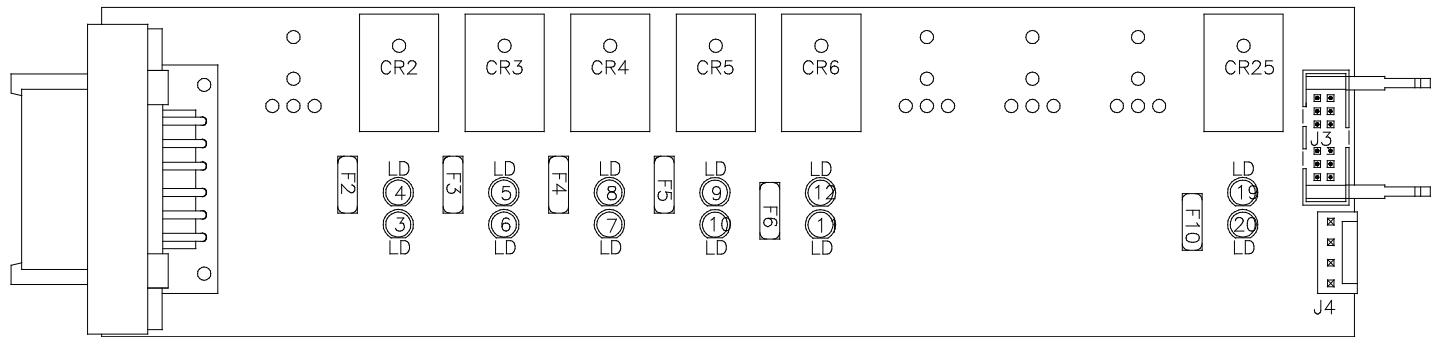 CR2 CR3 CR4 CR5 CR6 CR25
J3
LD LD LD LD LD LD
F2 4 F3 5 F4 8 F5 9 F6 12 F10 19
3 6 7 10 11 20
LD LD LD LD LD LD
J4